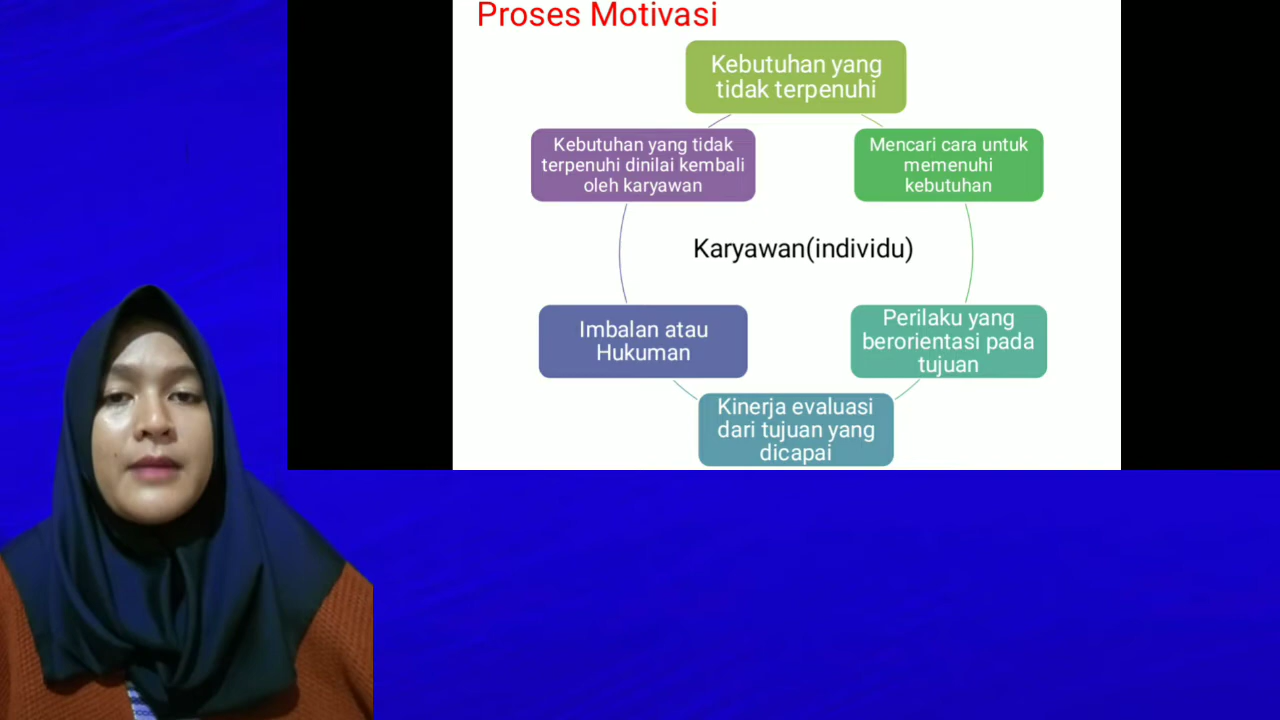 Proses Motivasi
Kebutuhan yang
tidak terpenuhi
Mencari cara untuk
memenuhi
kebutuhan
Perilaku yang
berorientasi pada
tujuan
Kinerja evaluasi
dari tujuan yang
dicapai
Imbalan atau
Hukuman
Kebutuhan yang tidak
terpenuhi dinilai kembali
oleh karyawan
Karyawan(individu)